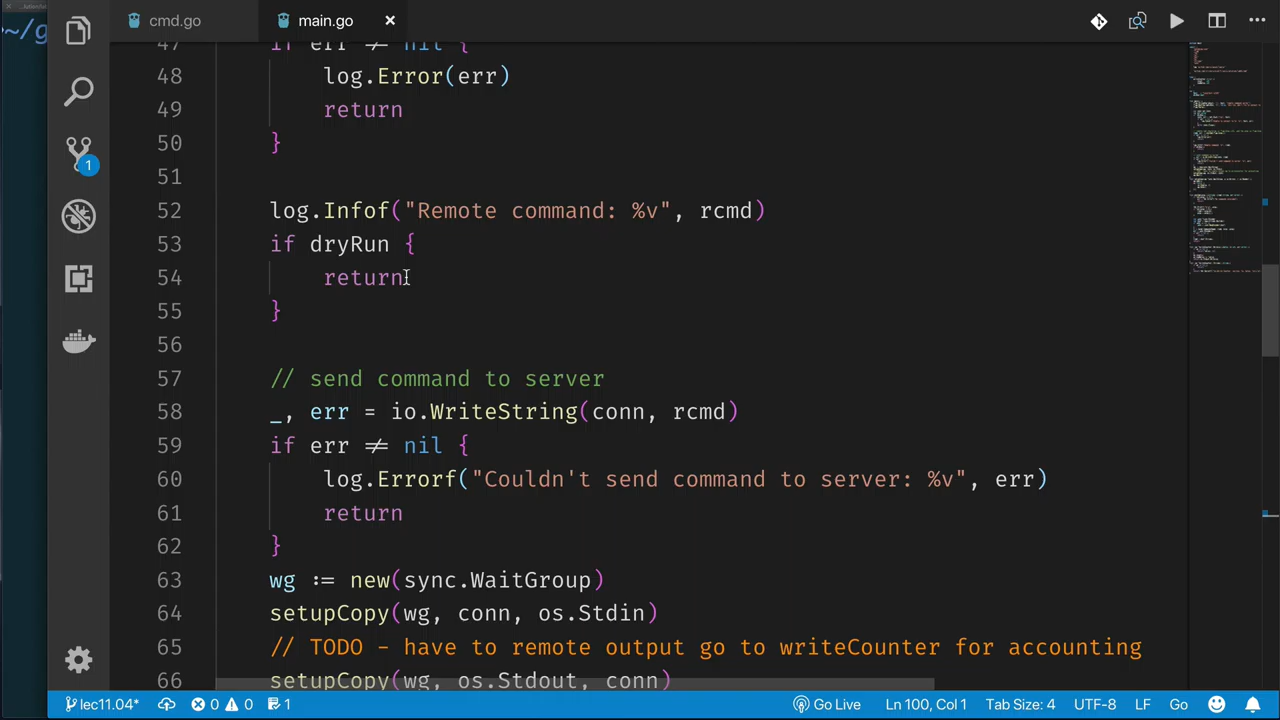 ~/g
cmd.go
main.go
47 if err ≠ nil {
48 log.Error(err)
49 return
50 }
51
52 log.Infof("Remote command: %v", rcmd)
53 if dryRun {
54 return
55 }
56
57 // send command to server
58 _, err = io.WriteString(conn, rcmd)
59 if err ≠ nil {
60 log.Errorf("Couldn't send command to server: %v", err)
61 return
62 }
63 wg := new(sync.WaitGroup)
64 setupCopy(wg, conn, os.Stdin)
65 // TODO - have to remote output go to writeCounter for accounting
66 setupCopy(wg, os.Stdout, conn)
1
lec11.04* 0 0 1 Go Live Ln 100, Col 1 Tab Size: 4 UTF-8 LF Go